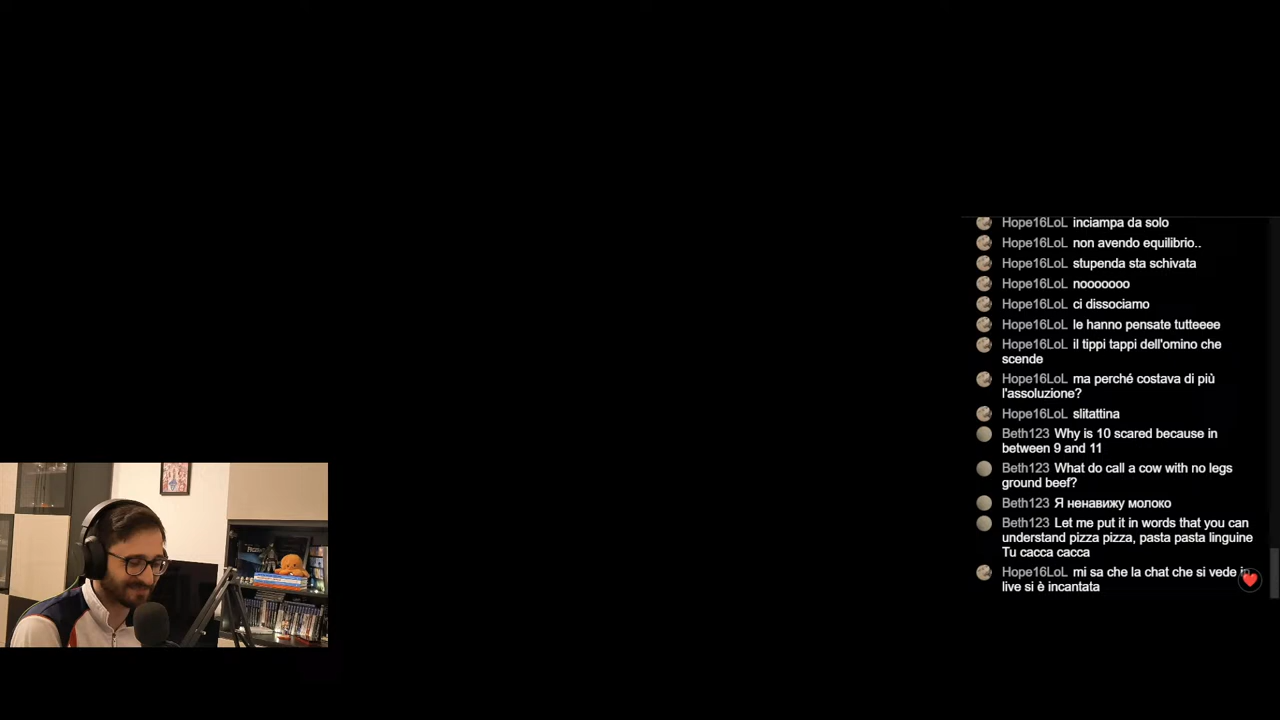 Hope16LoL inciampa da solo
Hope16LoL non avendo equilibrio..
Hope16LoL stupenda sta schivata
Hope16LoL nooooooo
Hope16LoL ci dissociamo
Hope16LoL le hanno pensate tutteeee
Hope16LoL il tippi tappi dell'omino che
scende
Hope16LoL ma perché costava di più
l'assoluzione?
Hope16LoL slitattina
Beth123 Why is 10 scared because in
between 9 and 11
Beth123 What do call a cow with no legs
ground beef?
Beth123 Я ненавижу молоко
Beth123 Let me put it in words that you can
understand pizza pizza, pasta pasta linguine
Tu cacca cacca
Hope16LoL mi sa che la chat che si vede in
live si è incantata